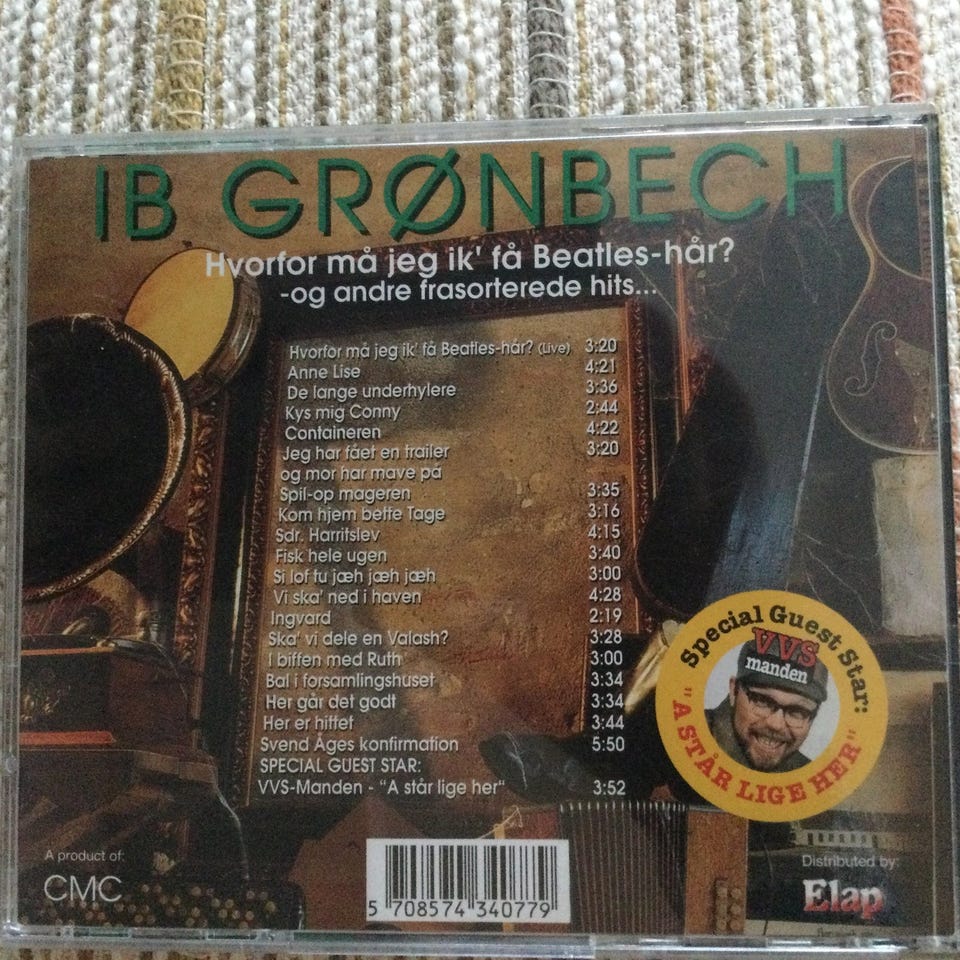 IB GRØNBECH
Hvorfor må jeg ik' få Beatles-hår?
-og andre frasorterede hits...
Hvorfor må jeg ik' få Beatles-hår? (Live) 3:20
Anne Lise 4:21
De lange underhylere 3:36
Kys mig Conny 2:44
Containeren 4:22
Jeg har fået en trailer 3:20
og mor har mave på
Spil-op mageren 3:35
Kom hjem bette Tage 3:16
Sdr. Harritslev 4:15
Fisk hele ugen 3:40
Si lof tu jæh jæh jæh 3:00
Vi ska' ned i haven 4:28
Ingvard 2:19
Ska' vi dele en Valash? 3:28
I biffen med Ruth 3:00
Bal i forsamlingshuset 3:34
Her går det godt 3:34
Her er hittet 3:44
Svend Åges konfirmation 5:50
SPECIAL GUEST STAR:
VVS-Manden - "A står lige her" 3:52
Special Guest Star:
VVS
manden
"A STÅR LIGE HER"
A product of:
CMC
5 708574 340779
Distributed by:
Elap